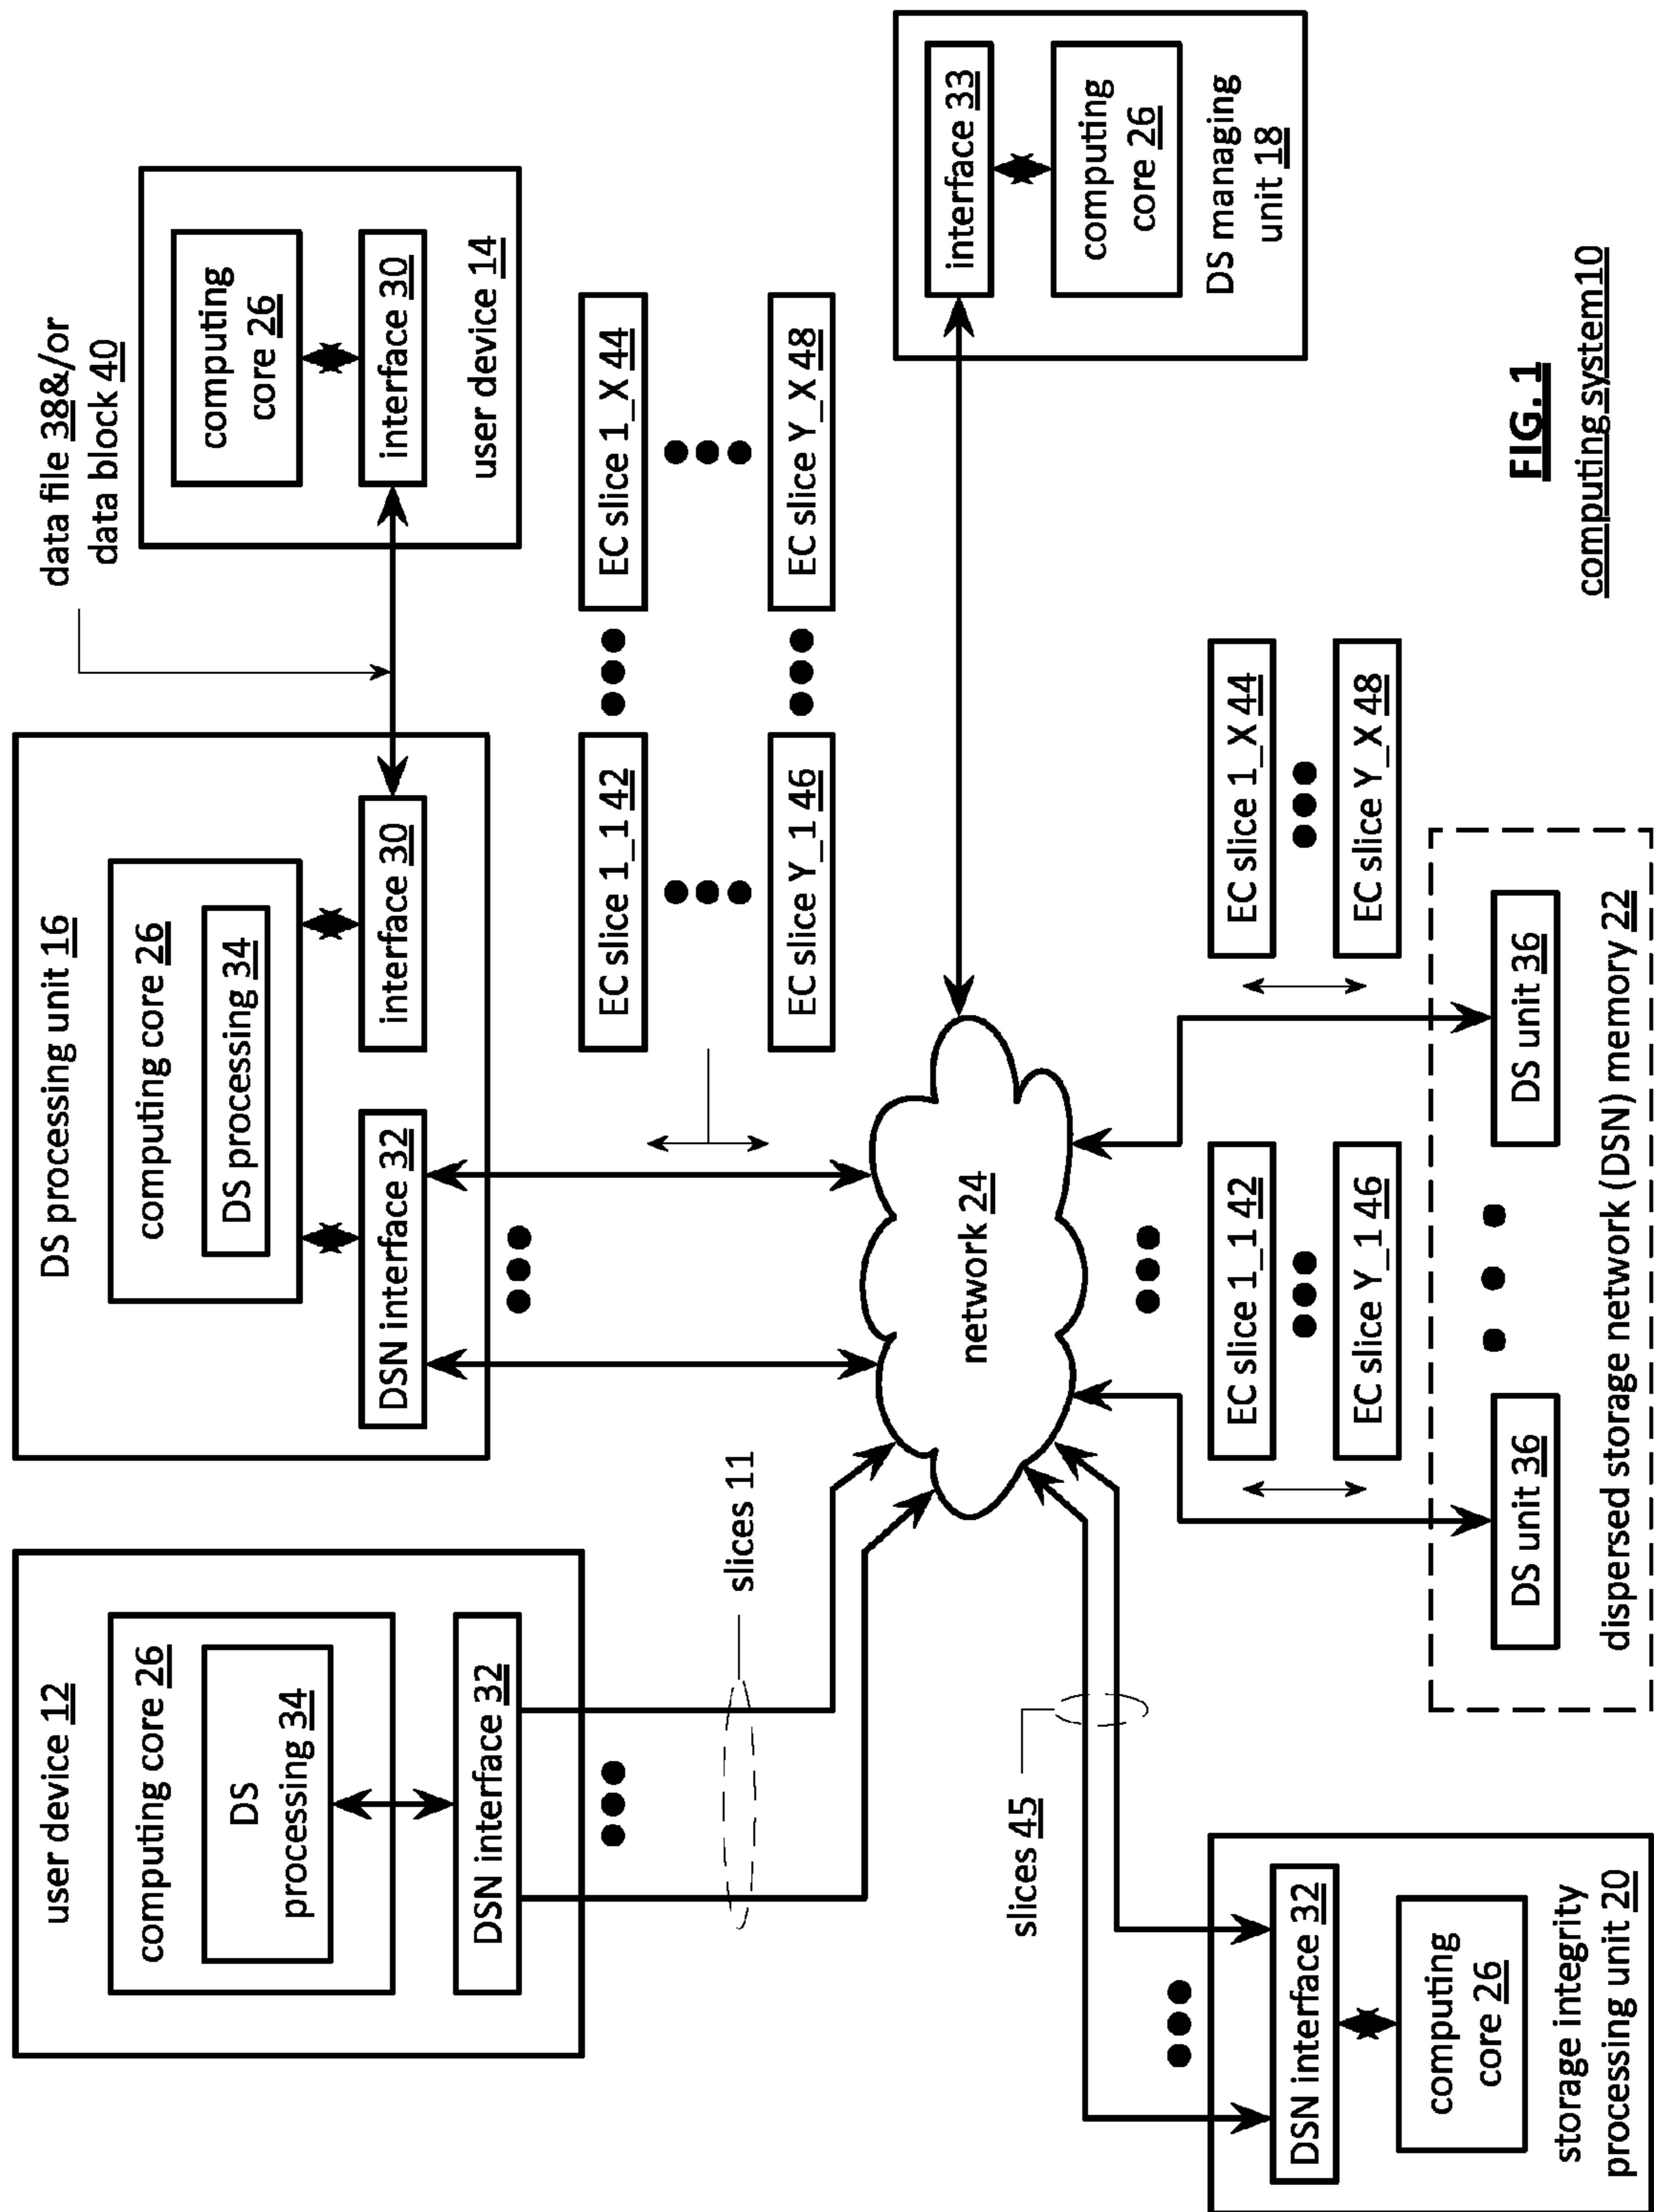 user device 12
computing core 26
DS
processing 34
DSN interface 32
slices 11
DS processing unit 16
computing core 26
DS processing 34
DSN interface 32
interface 30
data file 38&/or
data block 40
computing
core 26
interface 30
user device 14
EC slice 1_1 42
EC slice 1_X 44
EC slice Y_1 46
EC slice Y_X 48
network 24
interface 33
computing
core 26
DS managing
unit 18
slices 45
DSN interface 32
computing
core 26
storage integrity
processing unit 20
EC slice 1_1 42
EC slice Y_1 46
EC slice 1_X 44
EC slice Y_X 48
DS unit 36
DS unit 36
dispersed storage network (DSN) memory 22
FIG. 1
computing system10